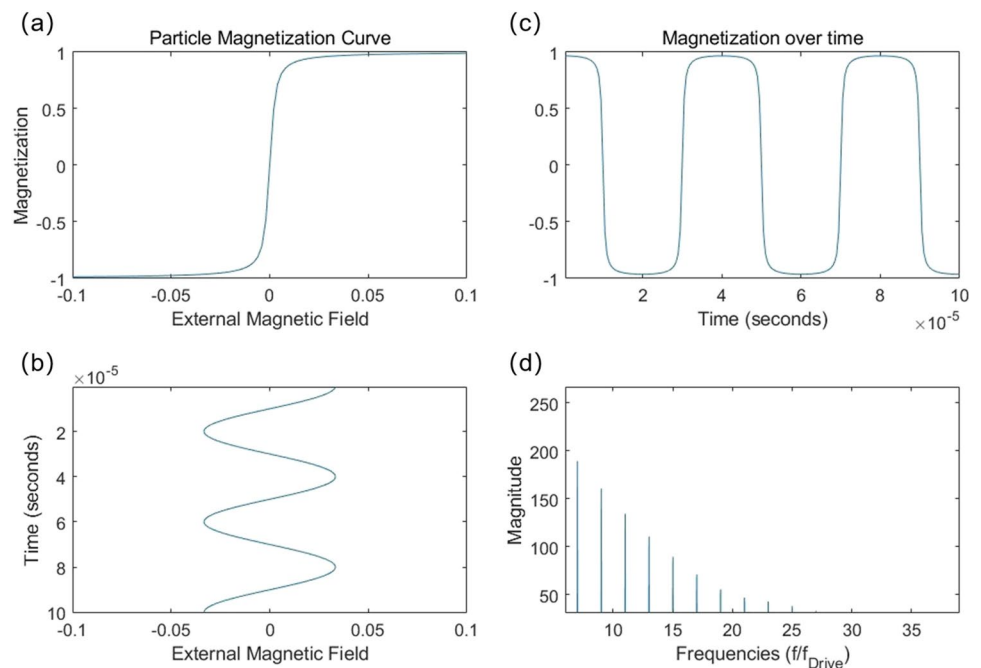 (a)
Particle Magnetization Curve
1
0.5
0
-0.5
-1
Magnetization
-0.1 -0.05 0 0.05 0.1
External Magnetic Field
(c)
Magnetization over time
1
0.5
0
-0.5
-1
2 4 6 8 10
Time (seconds)
×10⁻⁵
(b)
×10⁻⁵
2
4
6
8
10
Time (seconds)
-0.1 -0.05 0 0.05 0.1
External Magnetic Field
(d)
250
200
150
100
50
Magnitude
10 15 20 25 30 35
Frequencies (f/f_Drive)